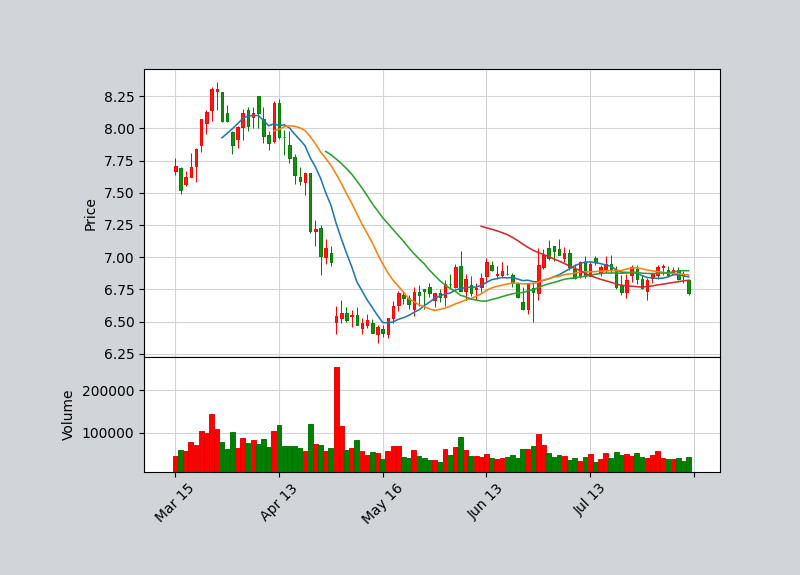 8.25
8.00
7.75
7.50
7.25
7.00
6.75
6.50
6.25
Price
200000
100000
Volume
Mar 15
Apr 13
May 16
Jun 13
Jul 13